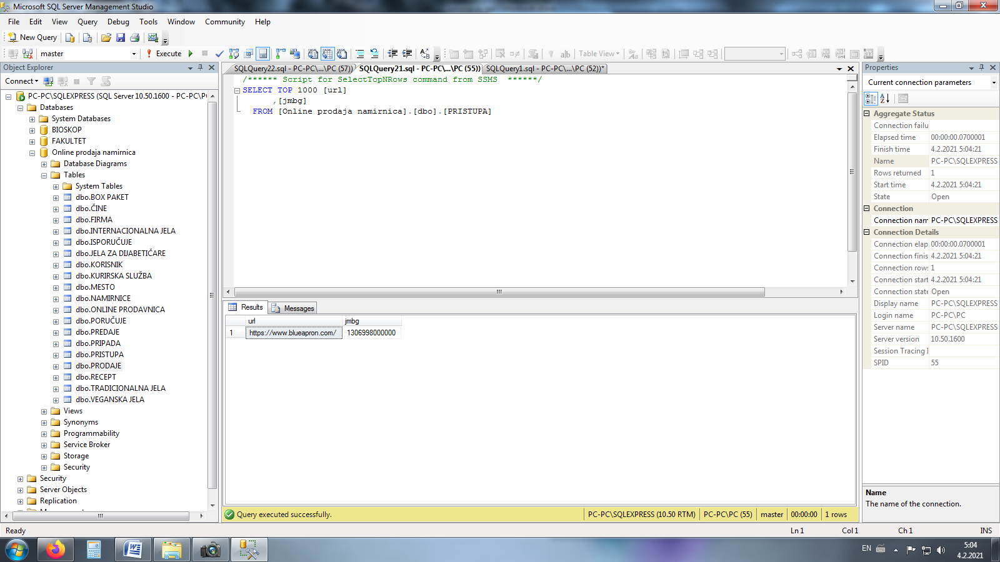 Microsoft SQL Server Management Studio
File Edit View Query Debug Tools Window Community Help
New Query
master Execute Table View
Object Explorer
Connect
PC-PC\SQLEXPRESS (SQL Server 10.50.1600 - PC-PC\P
Databases
System Databases
BIOSKOP
FAKULTET
Online prodaja namirnica
Database Diagrams
Tables
System Tables
dbo.BOX PAKET
dbo.ČINE
dbo.FIRMA
dbo.INTERNACIONALNA JELA
dbo.ISPORUČUJE
dbo.JELA ZA DIJABETIČARE
dbo.KORISNIK
dbo.KURIRSKA SLUŽBA
dbo.MESTO
dbo.NAMIRNICE
dbo.ONLINE PRODAVNICA
dbo.PORUČUJE
dbo.PREDAJE
dbo.PRIPADA
dbo.PRISTUPA
dbo.PRODAJE
dbo.RECEPT
dbo.TRADICIONALNA JELA
dbo.VEGANSKA JELA
Views
Synonyms
Programmability
Service Broker
Storage
Security
Security
Server Objects
Replication
SQLQuery22.sql - PC-PC\...\PC (57)) SQLQuery21.sql - PC-PC\...\PC (55)) SQLQuery1.sql - PC-PC\...\PC (52))*
/****** Script for SelectTopNRows command from SSMS ******/
SELECT TOP 1000 [url]
,[jmbg]
FROM [Online prodaja namirnica].[dbo].[PRISTUPA]
Results Messages
url jmbg
1 https://www.blueapron.com/ 1306998000000
Query executed successfully. PC-PC\SQLEXPRESS (10.50 RTM) PC-PC\PC (55) master 00:00:00 1 rows
Properties
Current connection parameters
Aggregate Status
Connection failu
Elapsed time 00:00:00.0700001
Finish time 4.2.2021 5:04:21
Name PC-PC\SQLEXPRESS
Rows returned 1
Start time 4.2.2021 5:04:21
State Open
Connection
Connection nam PC-PC\SQLEXPRESS
Connection Details
Connection elap 00:00:00.0700001
Connection finis 4.2.2021 5:04:21
Connection rows 1
Connection start 4.2.2021 5:04:21
Connection state Open
Display name PC-PC\SQLEXPRESS
Login name PC-PC\PC
Server name PC-PC\SQLEXPRESS
Server version 10.50.1600
Session Tracing I
SPID 55
Name
The name of the connection.
Ready Ln 1 Col 1 Ch 1 INS
EN 5:04
4.2.2021